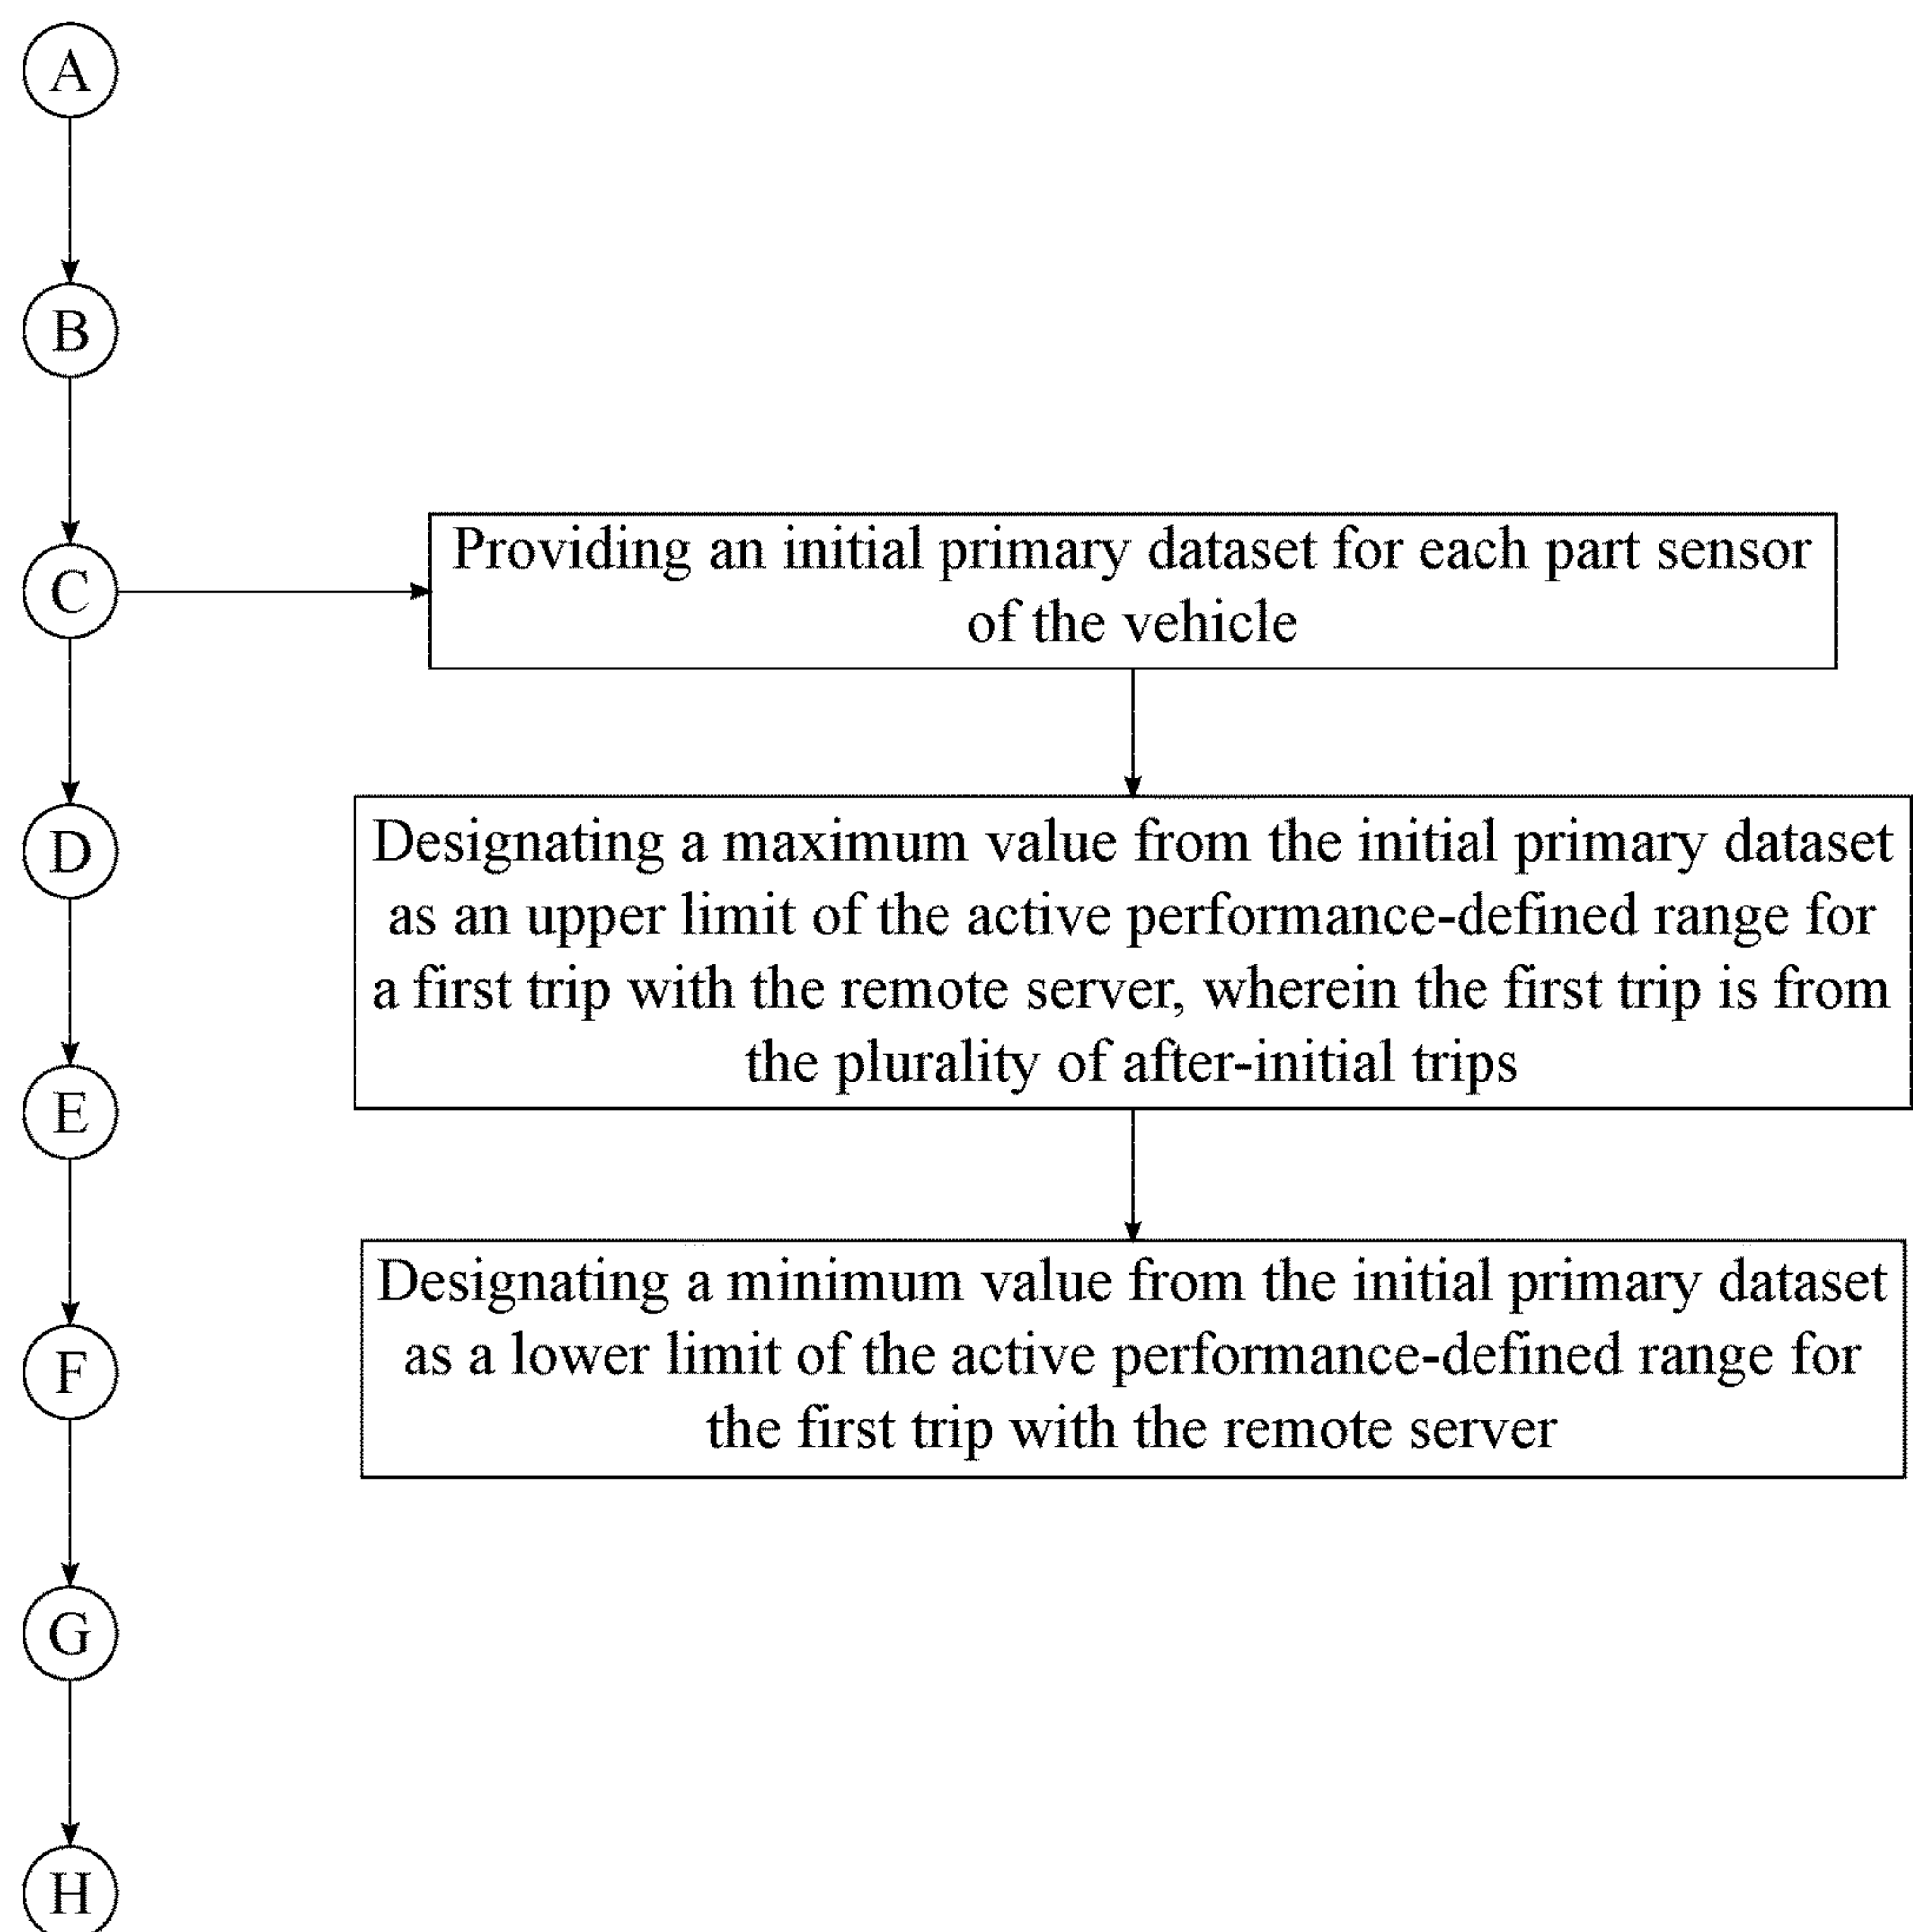 A
B
C
Providing an initial primary dataset for each part sensor
of the vehicle
D
Designating a maximum value from the initial primary dataset
as an upper limit of the active performance-defined range for
a first trip with the remote server, wherein the first trip is from
the plurality of after-initial trips
E
Designating a minimum value from the initial primary dataset
as a lower limit of the active performance-defined range for
the first trip with the remote server
F
G
H